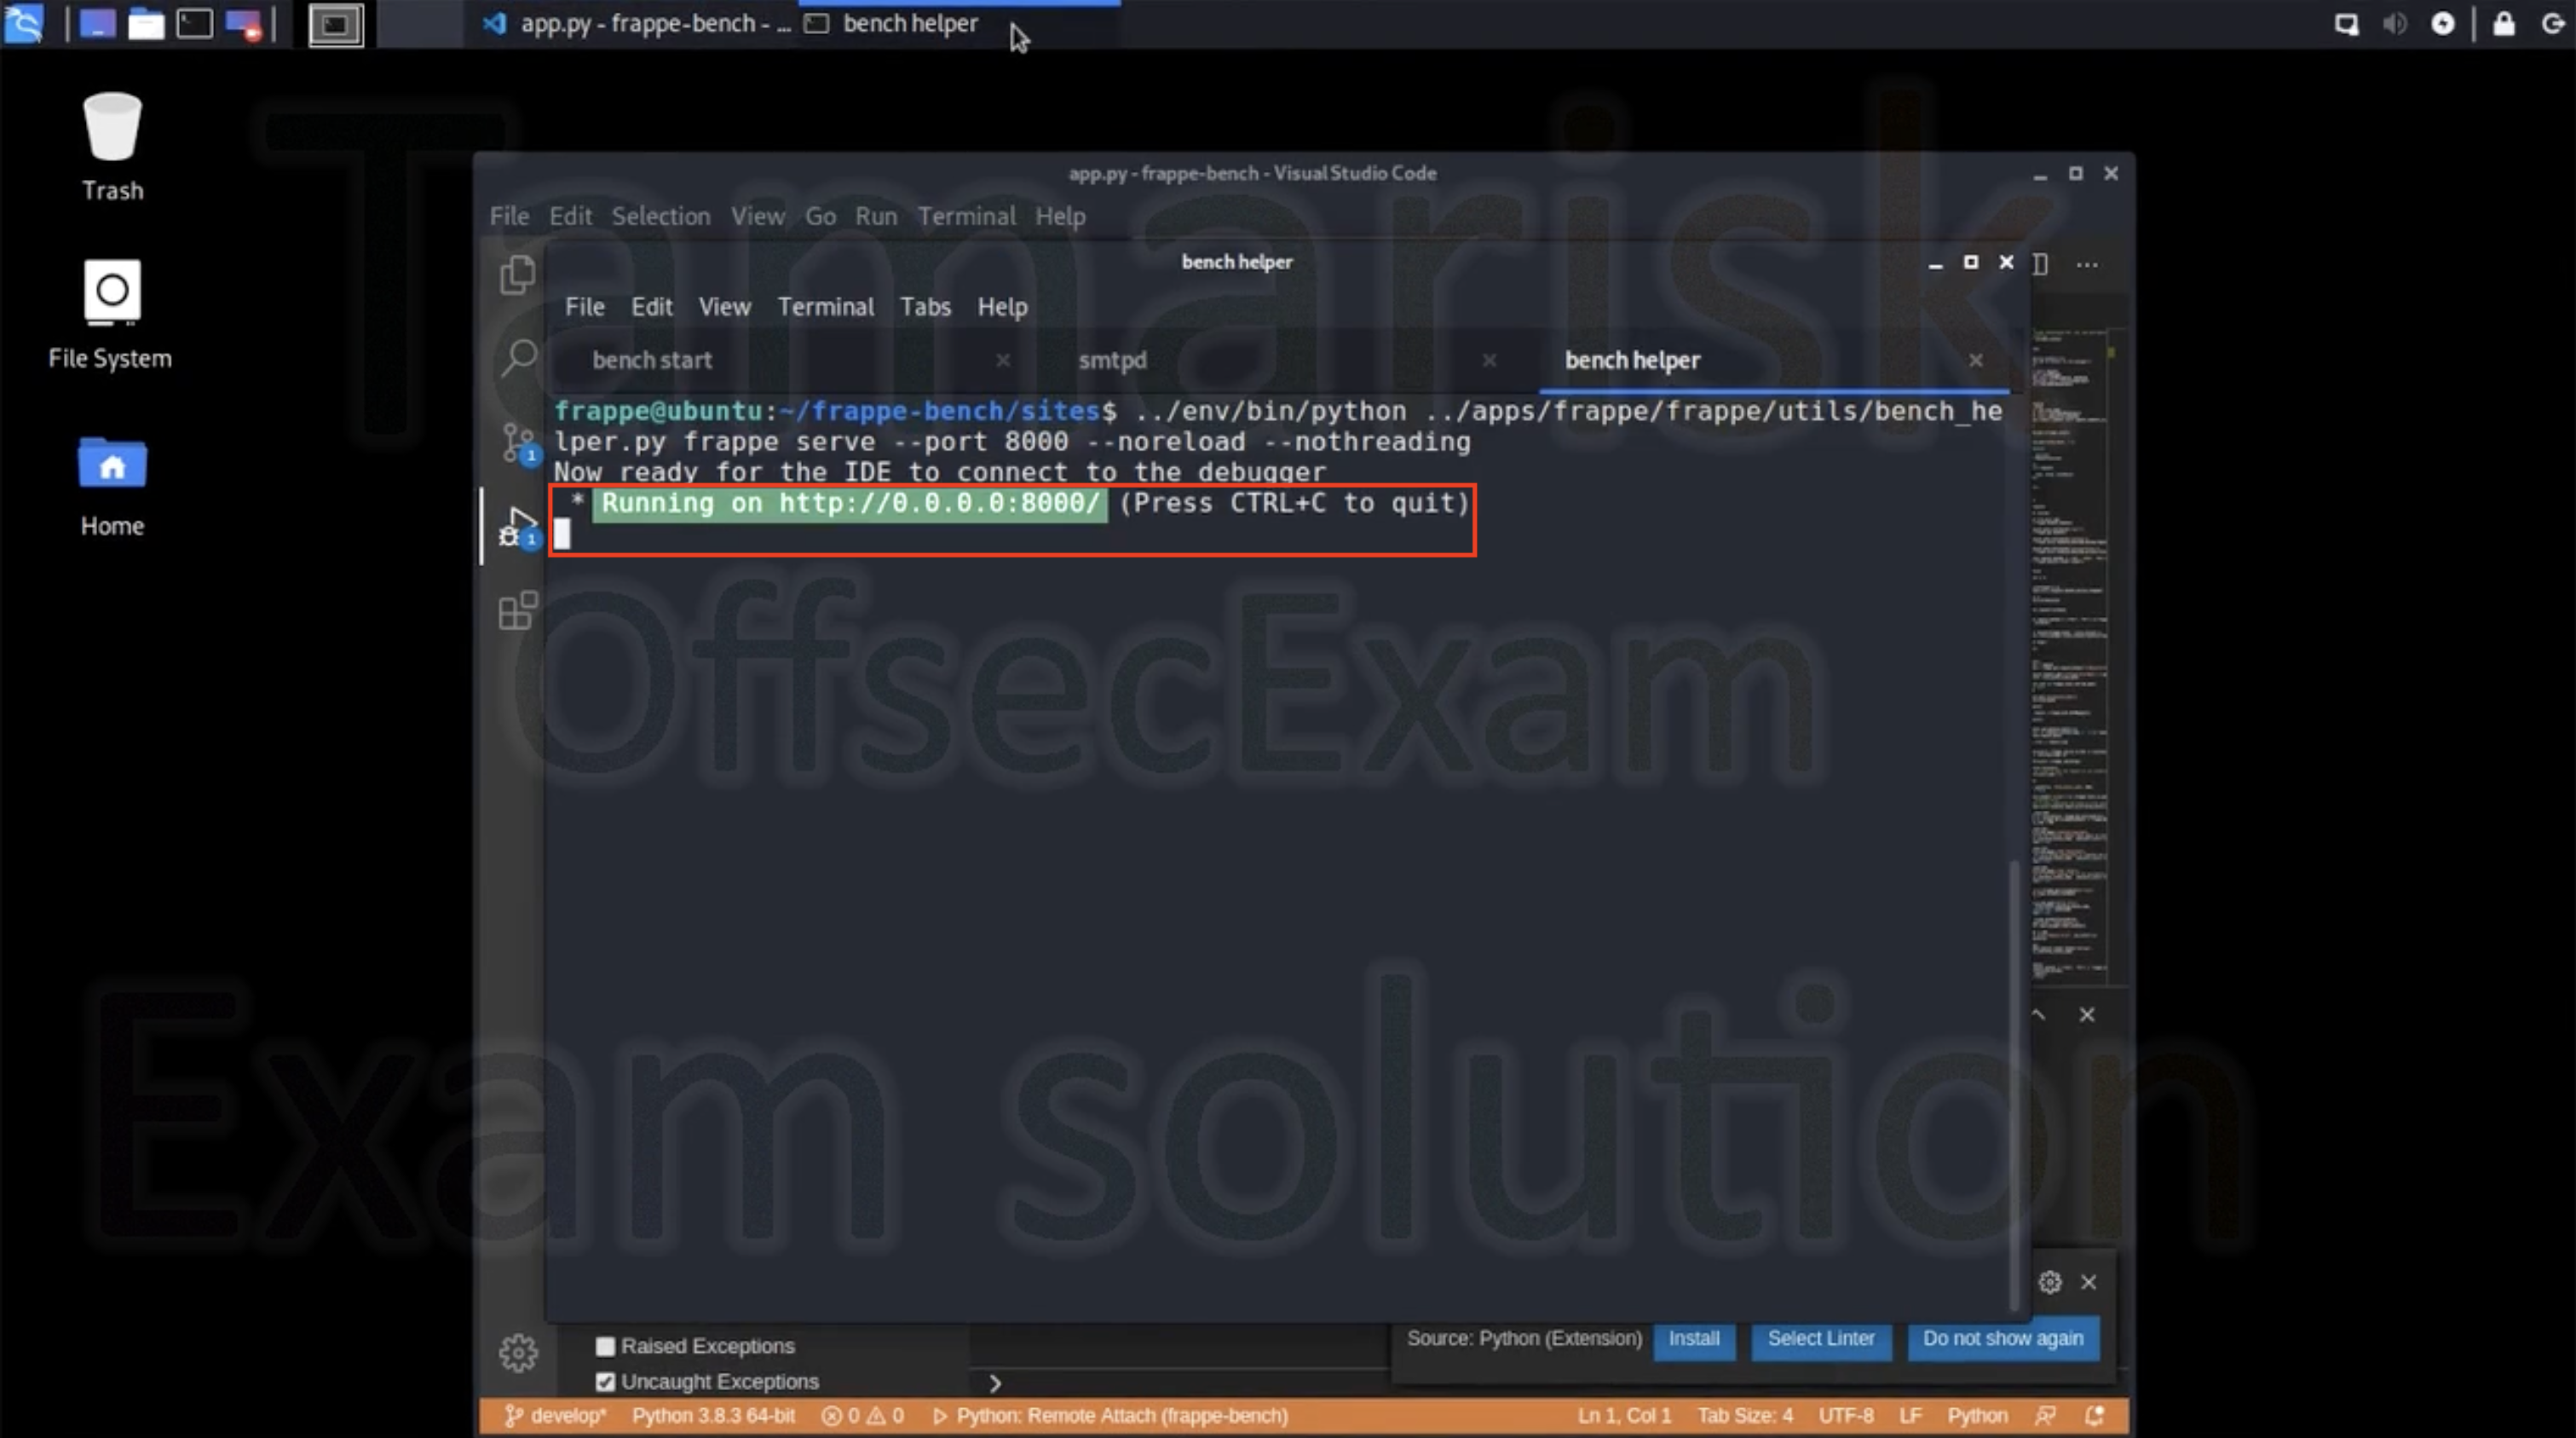 app.py - frappe-bench - ...
bench helper
Tamarisk
Trash
app.py - frappe-bench - Visual Studio Code
File Edit Selection View Go Run Terminal Help
bench helper
File Edit View Terminal Tabs Help
File System
bench start
smtpd
bench helper
frappe@ubuntu:~/frappe-bench/sites$ ../env/bin/python ../apps/frappe/frappe/utils/bench_he
lper.py frappe serve --port 8000 --noreload --nothreading
Now ready for the IDE to connect to the debugger
* Running on http://0.0.0.0:8000/ (Press CTRL+C to quit)
1
1
Home
OffsecExam
Exam solution
Source: Python (Extension)
Install
Select Linter
Do not show again
Raised Exceptions
Uncaught Exceptions
develop* Python 3.8.3 64-bit 0 0 Python: Remote Attach (frappe-bench) Ln 1, Col 1 Tab Size: 4 UTF-8 LF Python